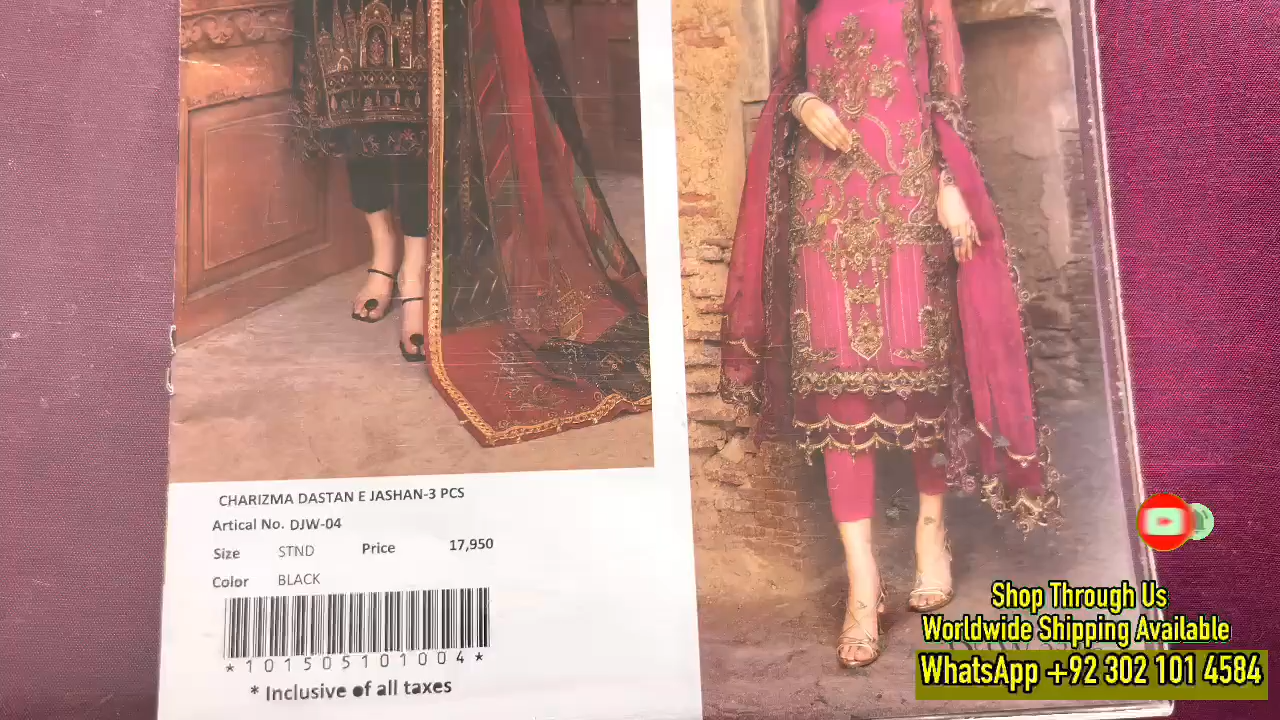 CHARIZMA DASTAN E JASHAN-3 PCS
Artical No. DJW-04
Size STND Price 17,950
Color BLACK
*101505101004*
* Inclusive of all taxes
Shop Through Us
Worldwide Shipping Available
WhatsApp +92 302 101 4584